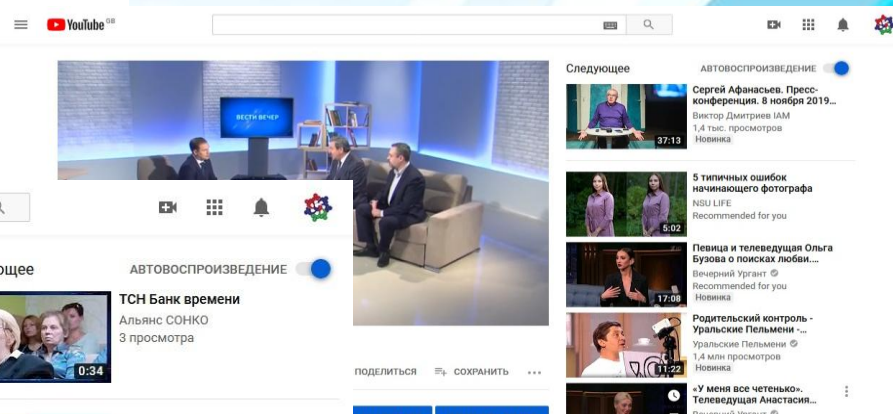 YouTube GB
ВЕСТИ ВЕЧЕР
ПОДЕЛИТЬСЯ
СОХРАНИТЬ
Следующее
АВТОВОСПРОИЗВЕДЕНИЕ
37:13
Сергей Афанасьев. Пресс-
конференция. 8 ноября 2019...
Виктор Дмитриев IAM
1,4 тыс. просмотров
Новинка
5:02
5 типичных ошибок
начинающего фотографа
NSU LIFE
Recommended for you
17:08
Певица и телеведущая Ольга
Бузова о поисках любви....
Вечерний Ургант
Recommended for you
Новинка
11:22
Родительский контроль -
Уральские Пельмени -...
Уральские Пельмени
1,4 млн просмотров
Новинка
«У меня все четенько».
Телеведущая Анастасия...
Вечерний Ургант
ющее
АВТОВОСПРОИЗВЕДЕНИЕ
0:34
ТСН Банк времени
Альянс СОНКО
3 просмотра